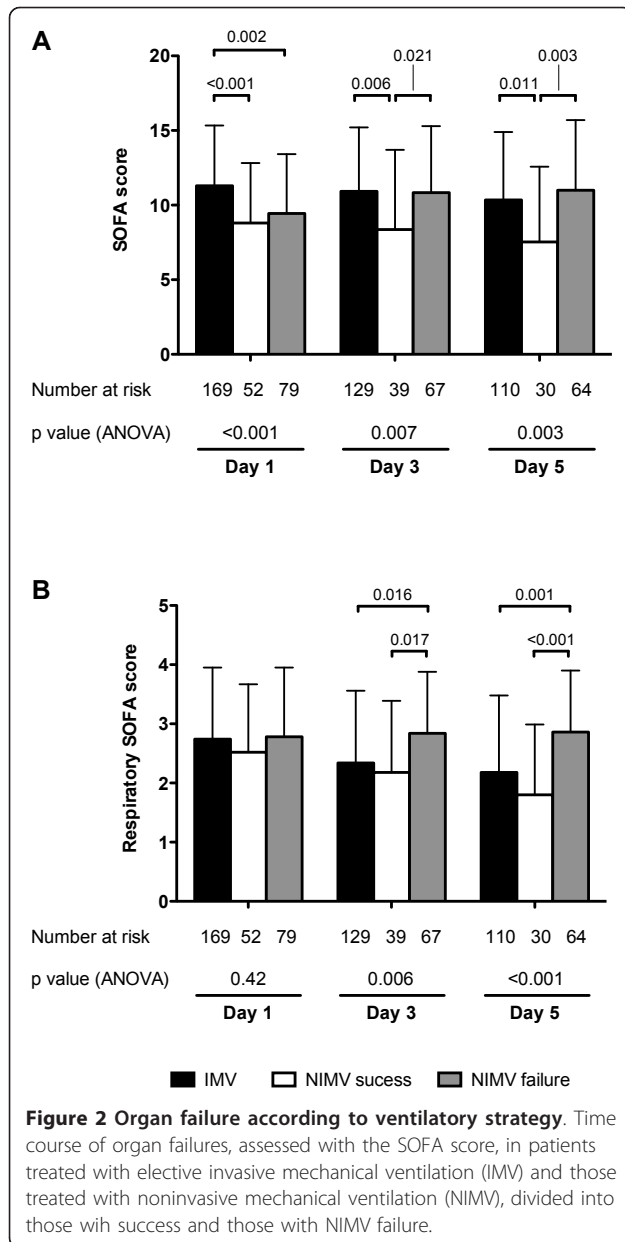 A
0.002
<0.001
0.006
0.021
0.011
0.003
20
15
10
5
0
SOFA score
Number at risk 169 52 79 129 39 67 110 30 64
p value (ANOVA) <0.001 0.007 0.003
Day 1 Day 3 Day 5
B
0.016
0.017
0.001
<0.001
5
4
3
2
1
0
Respiratory SOFA score
Number at risk 169 52 79 129 39 67 110 30 64
p value (ANOVA) 0.42 0.006 <0.001
Day 1 Day 3 Day 5
IMV NIMV sucess NIMV failure
Figure 2 Organ failure according to ventilatory strategy. Time
course of organ failures, assessed with the SOFA score, in patients
treated with elective invasive mechanical ventilation (IMV) and those
treated with noninvasive mechanical ventilation (NIMV), divided into
those wih success and those with NIMV failure.